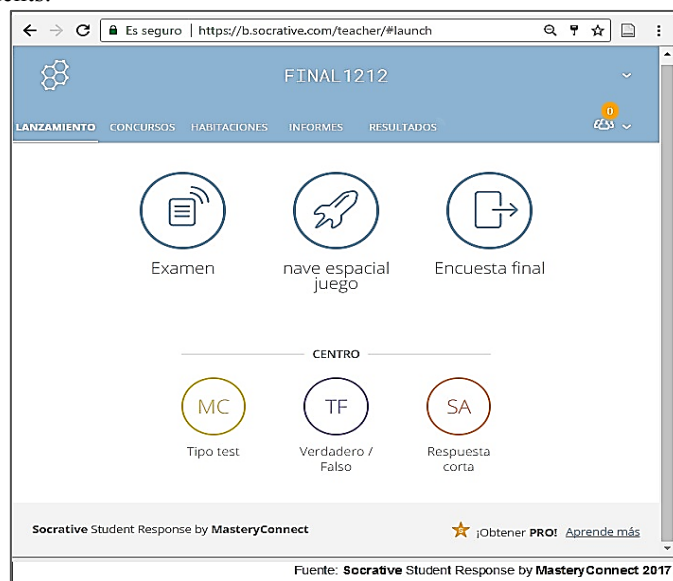 Es seguro | https://b.socrative.com/teacher/#launch
FINAL1212
LANZAMIENTO CONCURSOS HABITACIONES INFORMES RESULTADOS 0
Examen
nave espacial
juego
Encuesta final
CENTRO
MC TF SA
Tipo test
Verdadero /
Falso
Respuesta
corta
Socrative Student Response by MasteryConnect
¡Obtener PRO! Aprende más
Fuente: Socrative Student Response by MasteryConnect 2017